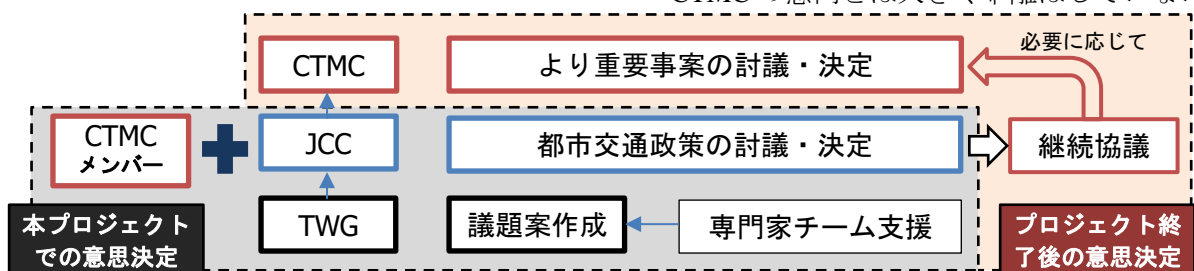 必要に応じて
CTMC
より重要事案の討議・決定
CTMC
メンバー
JCC
都市交通政策の討議・決定
継続協議
本プロジェクト
での意思決定
TWG
議題案作成
専門家チーム支援
プロジェクト終
了後の意思決定